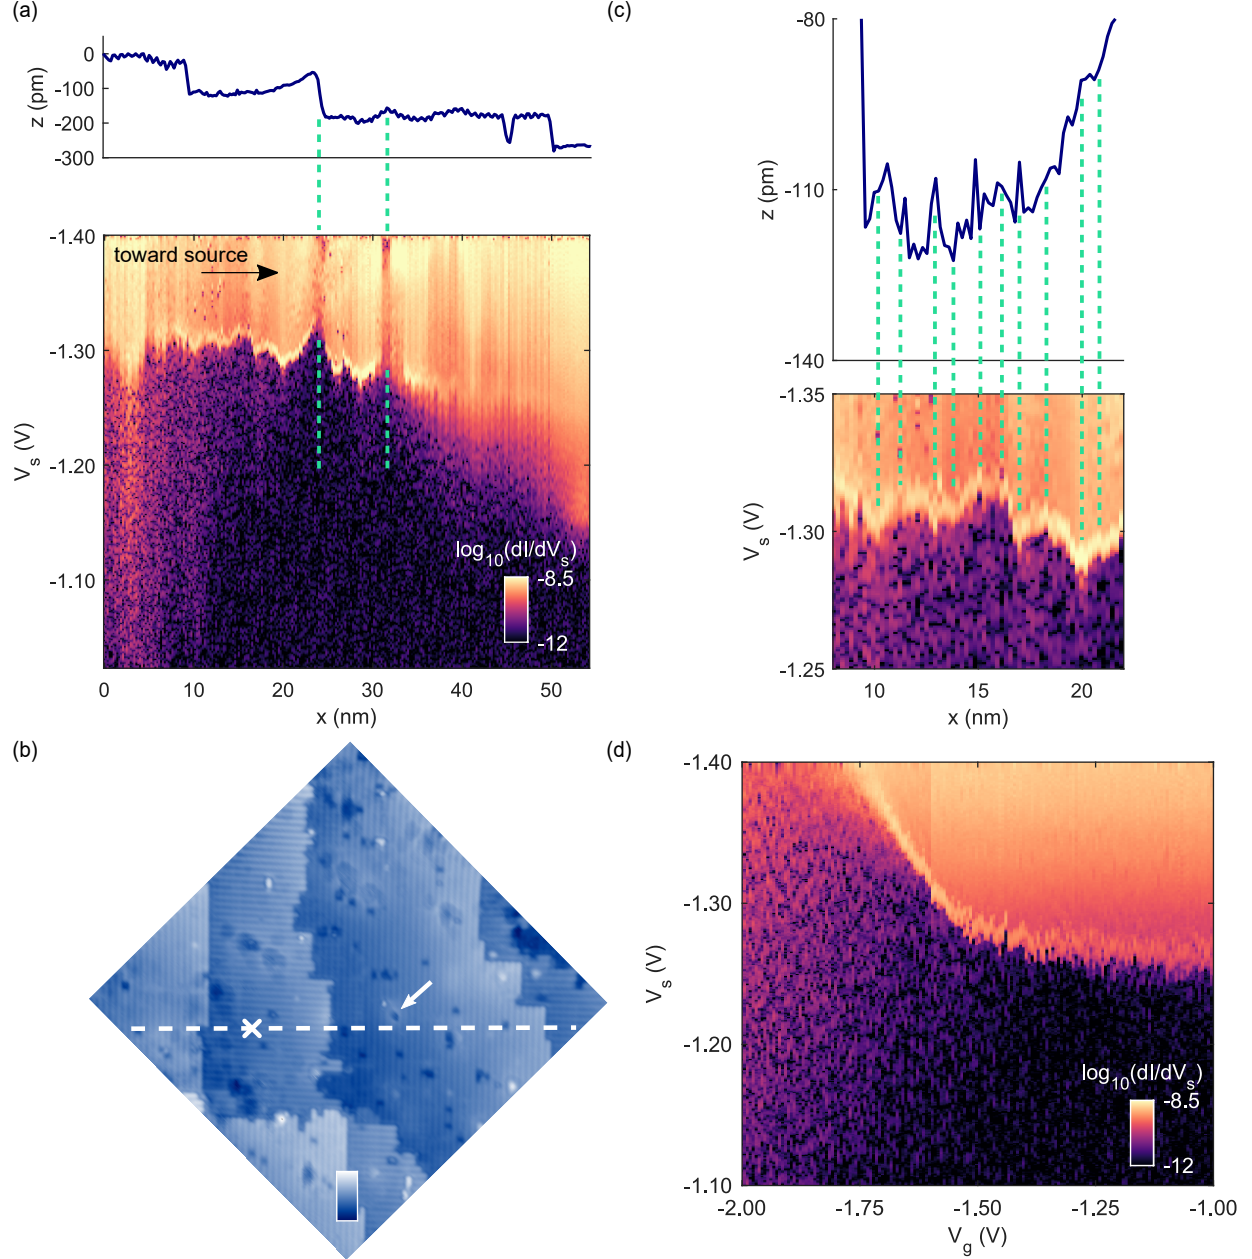 (a)
0
-100
-200
-300
z (pm)
-1.40
-1.30
-1.20
-1.10
V_s (V)
toward source
log_10(dI/dV_s)
-8.5
-12
0 10 20 30 40 50
x (nm)
(b)
(c)
-80
-110
-140
z (pm)
-1.35
-1.30
-1.25
V_s (V)
10 15 20
x (nm)
(d)
-1.40
-1.30
-1.20
-1.10
V_s (V)
log_10(dI/dV_s)
-8.5
-12
-2.00 -1.75 -1.50 -1.25 -1.00
V_g (V)